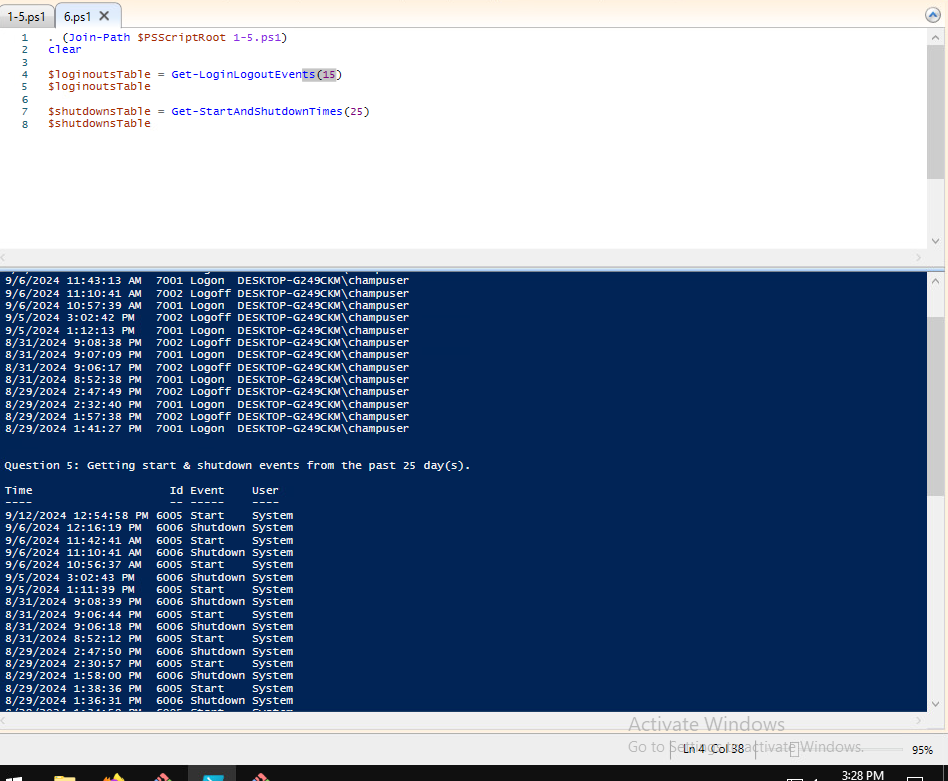 1-5.ps1 6.ps1
1 . (Join-Path $PSScriptRoot 1-5.ps1)
2 clear
3
4 $loginoutsTable = Get-LoginLogoutEvents(15)
5 $loginoutsTable
6
7 $shutdownsTable = Get-StartAndShutdownTimes(25)
8 $shutdownsTable
9/6/2024 11:43:13 AM 7001 Logon DESKTOP-G249CKM\champuser
9/6/2024 11:10:41 AM 7002 Logoff DESKTOP-G249CKM\champuser
9/6/2024 10:57:39 AM 7001 Logon DESKTOP-G249CKM\champuser
9/5/2024 3:02:42 PM 7002 Logoff DESKTOP-G249CKM\champuser
9/5/2024 1:12:13 PM 7001 Logon DESKTOP-G249CKM\champuser
8/31/2024 9:08:38 PM 7002 Logoff DESKTOP-G249CKM\champuser
8/31/2024 9:07:09 PM 7001 Logon DESKTOP-G249CKM\champuser
8/31/2024 9:06:17 PM 7002 Logoff DESKTOP-G249CKM\champuser
8/31/2024 8:52:38 PM 7001 Logon DESKTOP-G249CKM\champuser
8/29/2024 2:47:49 PM 7002 Logoff DESKTOP-G249CKM\champuser
8/29/2024 2:32:40 PM 7001 Logon DESKTOP-G249CKM\champuser
8/29/2024 1:57:38 PM 7002 Logoff DESKTOP-G249CKM\champuser
8/29/2024 1:41:27 PM 7001 Logon DESKTOP-G249CKM\champuser
Question 5: Getting start & shutdown events from the past 25 day(s).
Time Id Event User
---- -- ----- ----
9/12/2024 12:54:58 PM 6005 Start System
9/6/2024 12:16:19 PM 6006 Shutdown System
9/6/2024 11:42:41 AM 6005 Start System
9/6/2024 11:10:41 AM 6006 Shutdown System
9/6/2024 10:56:37 AM 6005 Start System
9/5/2024 3:02:43 PM 6006 Shutdown System
9/5/2024 1:11:39 PM 6005 Start System
8/31/2024 9:08:39 PM 6006 Shutdown System
8/31/2024 9:06:44 PM 6005 Start System
8/31/2024 9:06:18 PM 6006 Shutdown System
8/31/2024 8:52:12 PM 6005 Start System
8/29/2024 2:47:50 PM 6006 Shutdown System
8/29/2024 2:30:57 PM 6005 Start System
8/29/2024 1:58:00 PM 6006 Shutdown System
8/29/2024 1:38:36 PM 6005 Start System
8/29/2024 1:36:31 PM 6006 Shutdown System
Activate Windows
Go to Settings to activate Windows.
Ln 4 Col 38 95%
3:28 PM